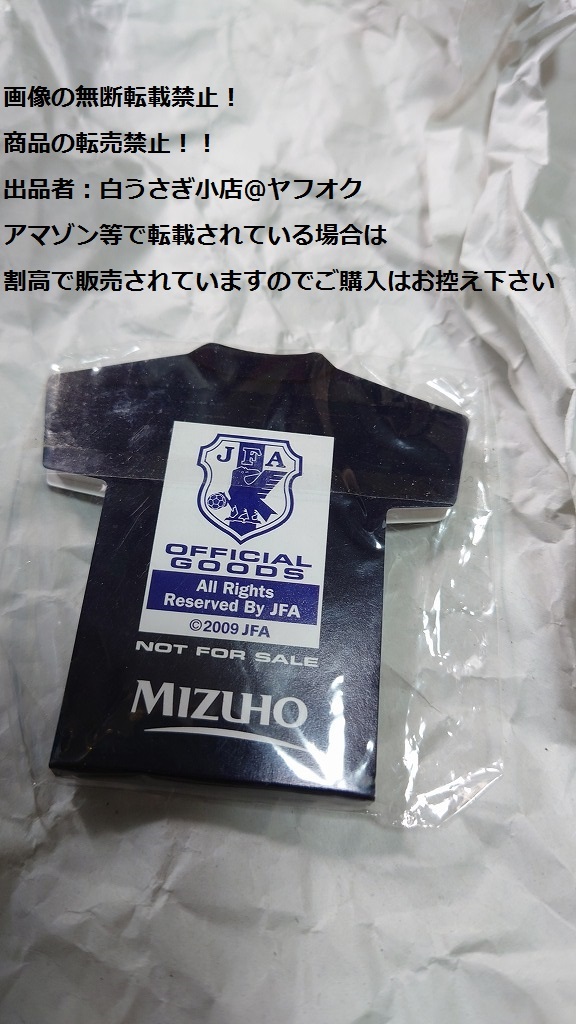 画像の無断転載禁止！
商品の転売禁止！！
出品者：白うさぎ小店@ヤフオク
アマゾン等で転載されている場合は
割高で販売されていますのでご購入はお控え下さい
JFA
OFFICIAL
GOODS
All Rights
Reserved By JFA
©2009 JFA
NOT FOR SALE
MIZUHO